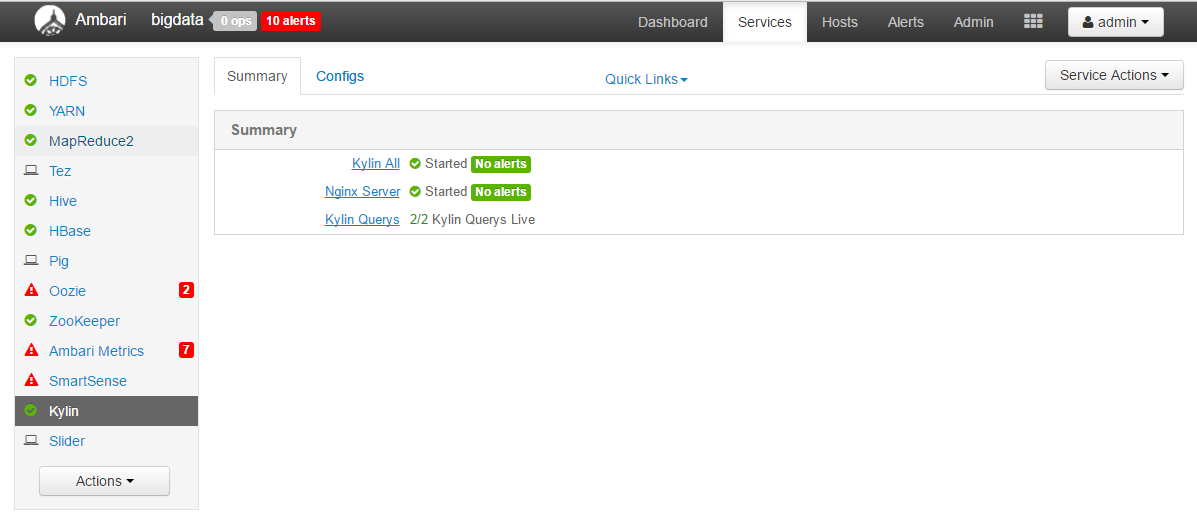 Ambari bigdata 0 ops 10 alerts Dashboard Services Hosts Alerts Admin admin
Summary Configs Quick Links Service Actions
HDFS
YARN
MapReduce2
Tez
Hive
HBase
Pig
Oozie 2
ZooKeeper
Ambari Metrics 7
SmartSense
Kylin
Slider
Actions
Summary
Kylin All Started No alerts
Nginx Server Started No alerts
Kylin Querys 2/2 Kylin Querys Live